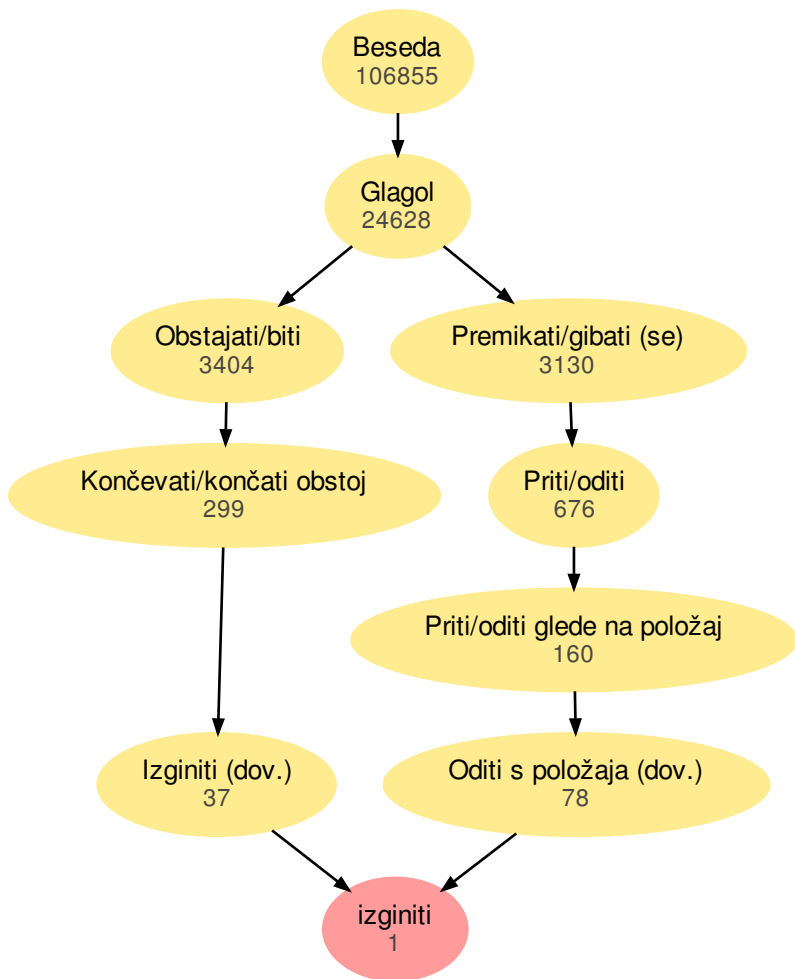 Beseda
106855
Glagol
24628
Obstajati/biti
3404
Premikati/gibati (se)
3130
Končevati/končati obstoj
299
Priti/oditi
676
Priti/oditi glede na položaj
160
Izginiti (dov.)
37
Oditi s položaja (dov.)
78
izginiti
1